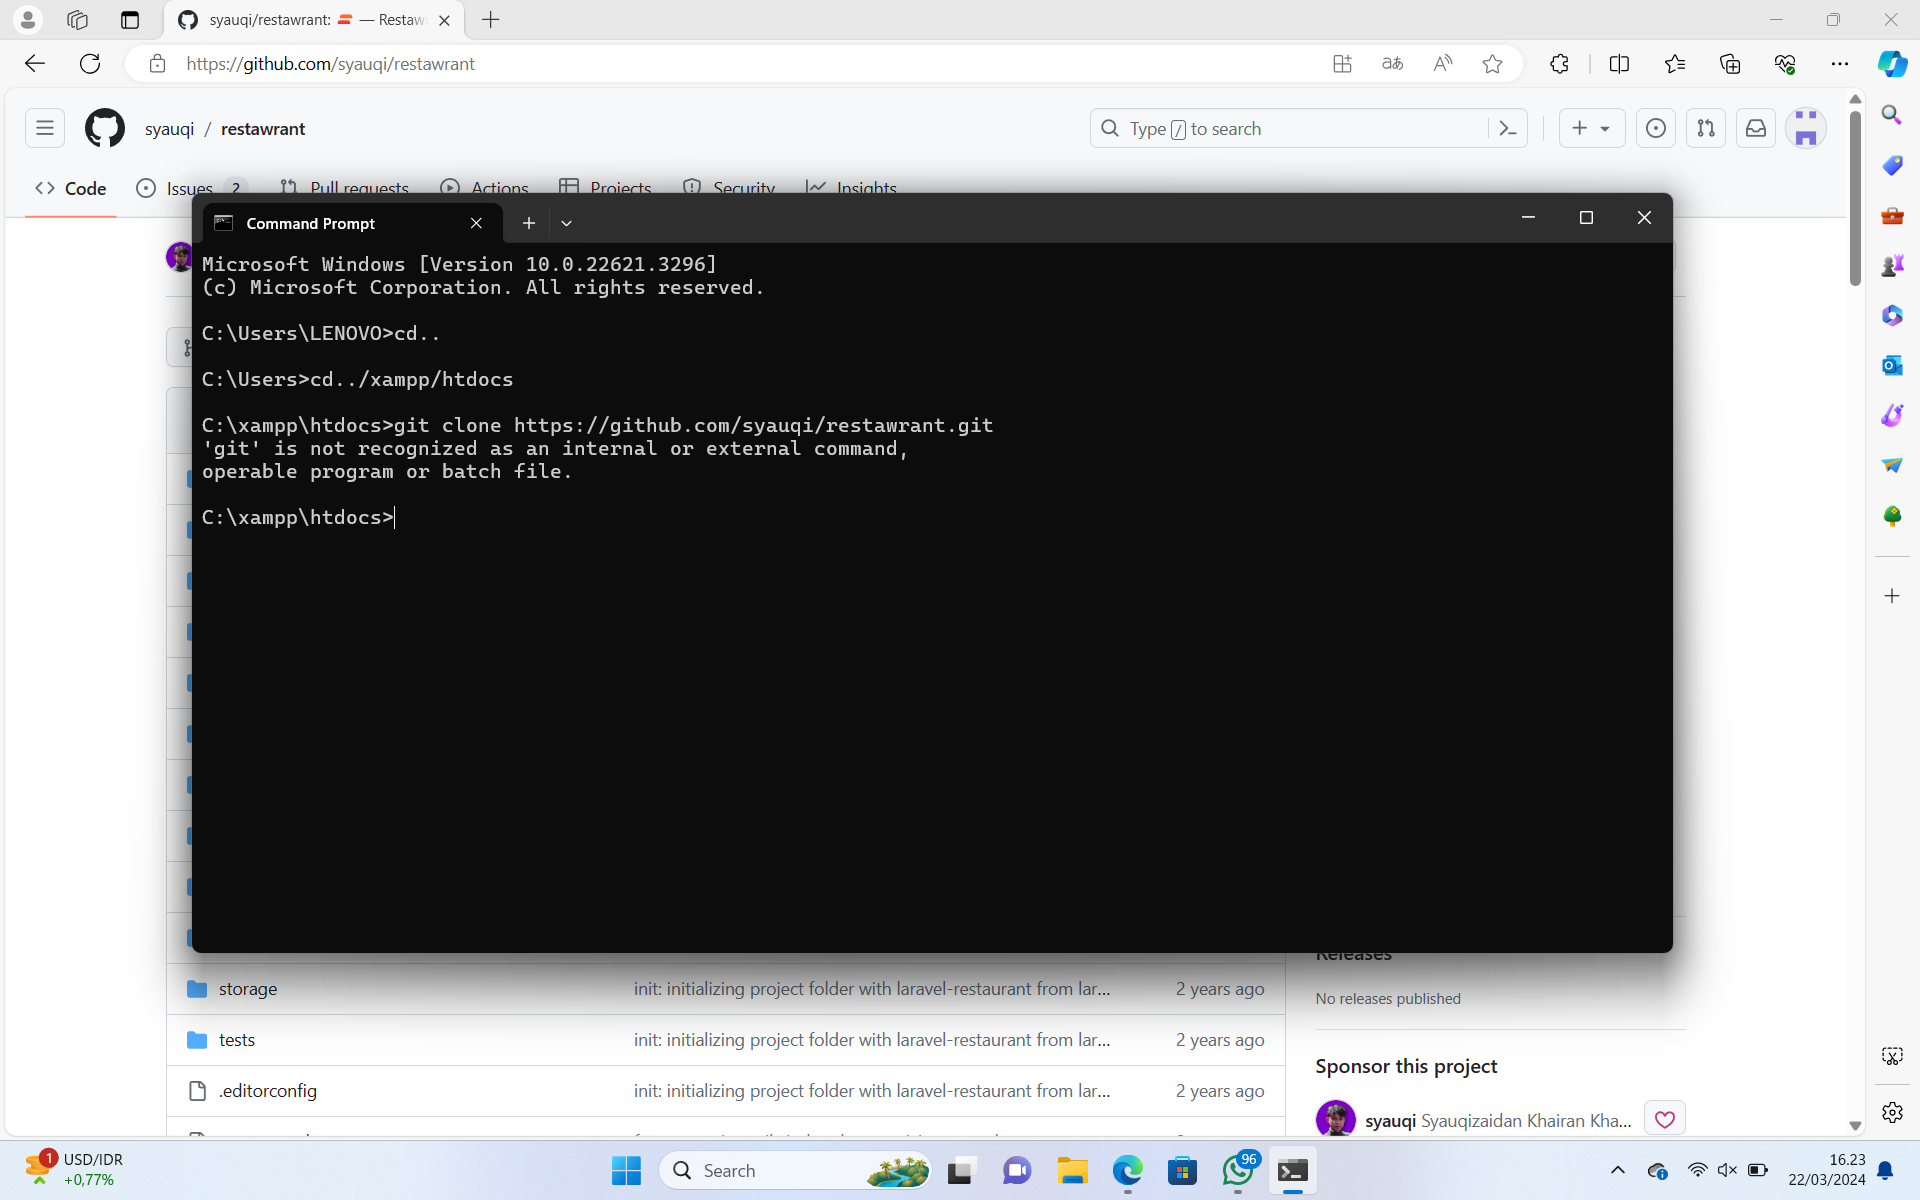 syauqi/restawrant: — Restaw
https://github.com/syauqi/restawrant
syauqi / restawrant
Type / to search
Code
Issues 2
Pull requests
Actions
Projects
Security
Insights
Command Prompt
Microsoft Windows [Version 10.0.22621.3296]
(c) Microsoft Corporation. All rights reserved.
C:\Users\LENOVO>cd..
C:\Users>cd../xampp/htdocs
C:\xampp\htdocs>git clone https://github.com/syauqi/restawrant.git
'git' is not recognized as an internal or external command,
operable program or batch file.
C:\xampp\htdocs>
Releases
No releases published
storage init: initializing project folder with laravel-restaurant from lar... 2 years ago
tests init: initializing project folder with laravel-restaurant from lar... 2 years ago
.editorconfig init: initializing project folder with laravel-restaurant from lar... 2 years ago
Sponsor this project
syauqi Syauqizaidan Khairan Kha...
1
USD/IDR
+0,77%
Search
96
16.23
22/03/2024